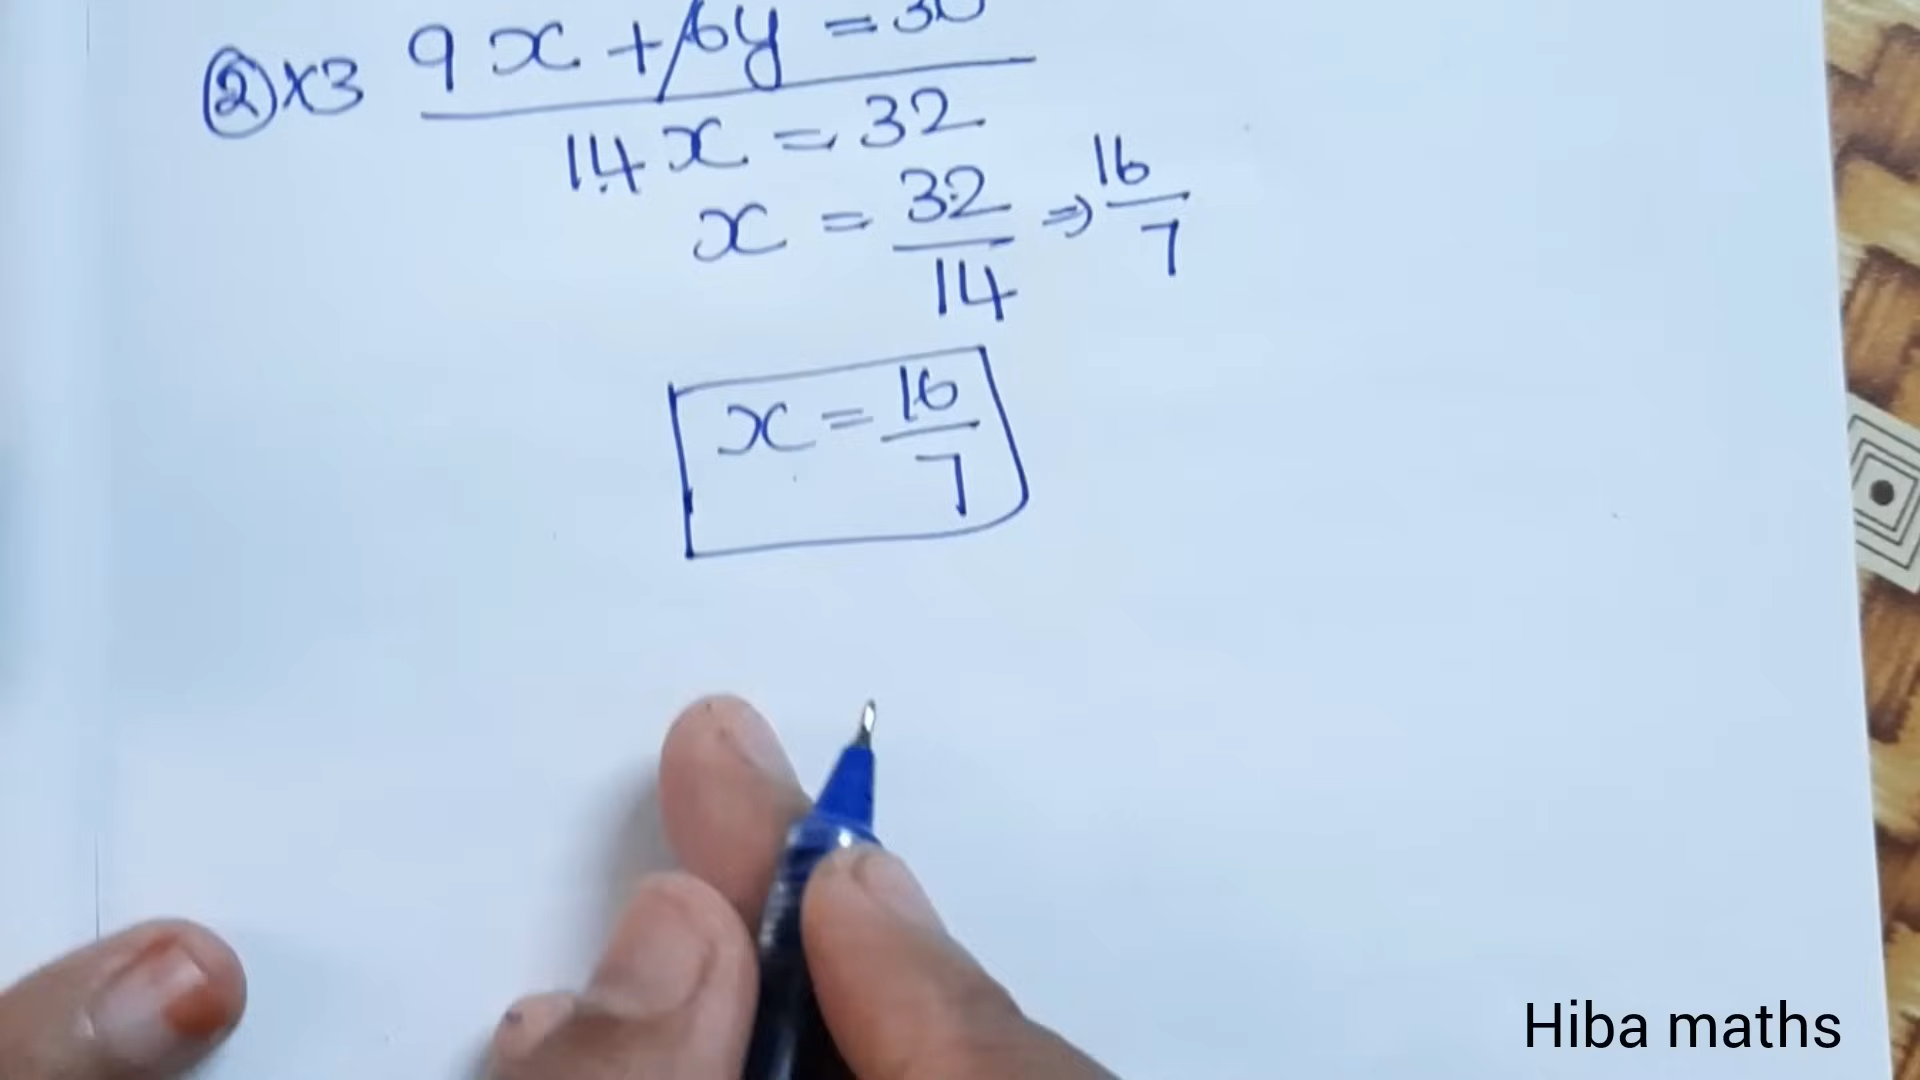 ② ×3 9x + 6y = 30
14x = 32
x = 32/14 ⇒ 16/7
x = 16/7
Hiba maths